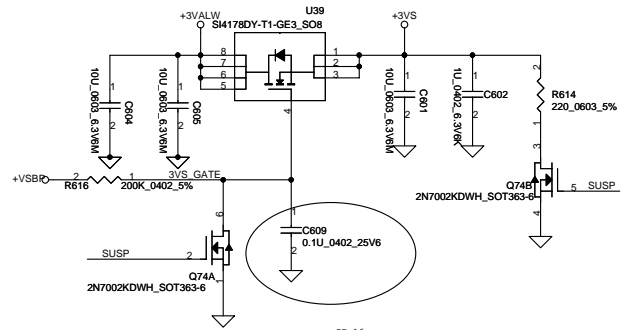 U39
+3VALW
SI4178DY-T1-GE3_SO8
+3VS
8
7
6
5
1
2
3
4
10U_0603_6.3V6M
1
2
C604
10U_0603_6.3V6M
1
2
C605
10U_0603_6.3V6M
1
2
C601
1U_0402_6.3V6K
1
2
C602
2
R614
220_0603_5%
1
+VSBP
2
1
3VS_GATE
R616
200K_0402_5%
3
Q74B
5
SUSP
2N7002KDWH_SOT363-6
4
6
1
C609
0.1U_0402_25V6
2
SUSP
2
Q74A
1
2N7002KDWH_SOT363-6